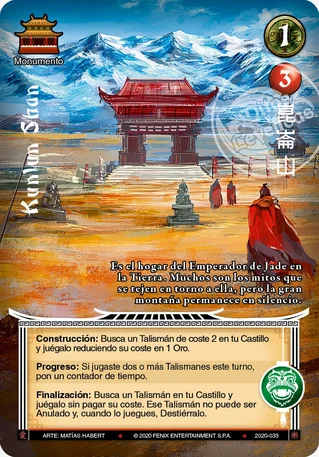 1
Monumento
3
Kunlun Shan
崑崙山
Es el hogar del Emperador de Jade en
la Tierra. Muchos son los mitos que
se tejen en torno a ella, pero la gran
montaña permanece en silencio.
Construcción: Busca un Talismán de coste 2 en tu Castillo
y juégalo reduciendo su coste en 1 Oro.
Progreso: Si jugaste dos o más Talismanes este turno,
pon un contador de tiempo.
Finalización: Busca un Talismán en tu Castillo y
juégalo sin pagar su coste. Ese Talismán no puede ser
Anulado y, cuando lo juegues, Destiérralo.
ARTE: MATÍAS HABERT © 2020 FENIX ENTERTAINMENT S.P.A. 2020-033